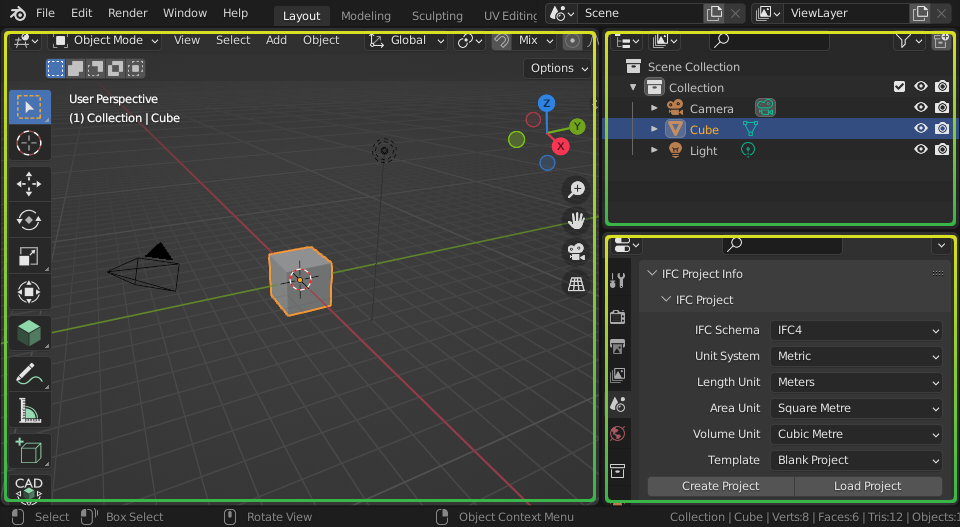 File Edit Render Window Help Layout Modeling Sculpting UV Editing Scene ViewLayer
Object Mode View Select Add Object Global Mix
Options
User Perspective
(1) Collection | Cube
Z
Y
X
CAD
Scene Collection
Collection
Camera
Cube
Light
IFC Project Info
IFC Project
IFC Schema IFC4
Unit System Metric
Length Unit Meters
Area Unit Square Metre
Volume Unit Cubic Metre
Template Blank Project
Create Project Load Project
Select Box Select Rotate View Object Context Menu Collection | Cube | Verts:8 | Faces:6 | Tris:12 | Objects: